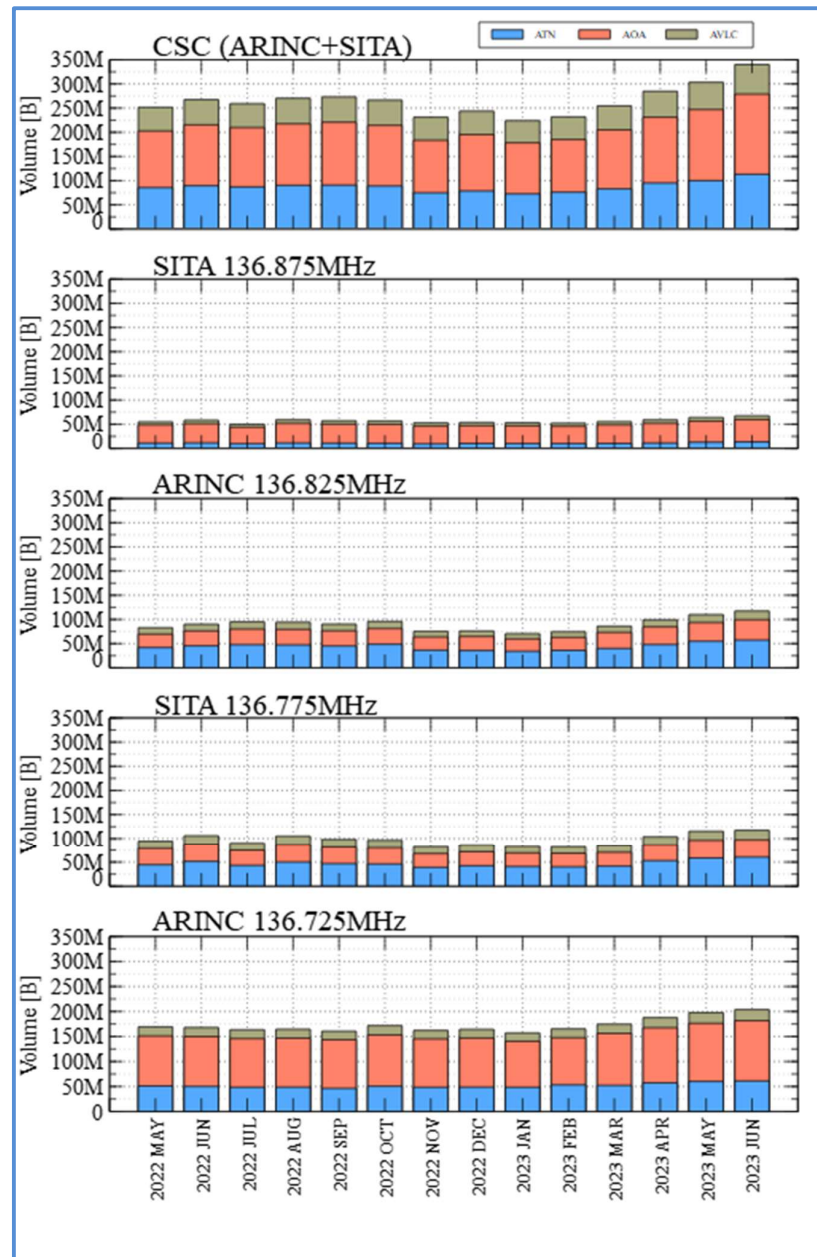 ATN AOA AVLC
CSC (ARINC+SITA)
Volume [B]
350M
300M
250M
200M
150M
100M
50M
0
SITA 136.875MHz
Volume [B]
350M
300M
250M
200M
150M
100M
50M
0
ARINC 136.825MHz
Volume [B]
350M
300M
250M
200M
150M
100M
50M
0
SITA 136.775MHz
Volume [B]
350M
300M
250M
200M
150M
100M
50M
0
ARINC 136.725MHz
Volume [B]
350M
300M
250M
200M
150M
100M
50M
0
2022 MAY
2022 JUN
2022 JUL
2022 AUG
2022 SEP
2022 OCT
2022 NOV
2022 DEC
2023 JAN
2023 FEB
2023 MAR
2023 APR
2023 MAY
2023 JUN